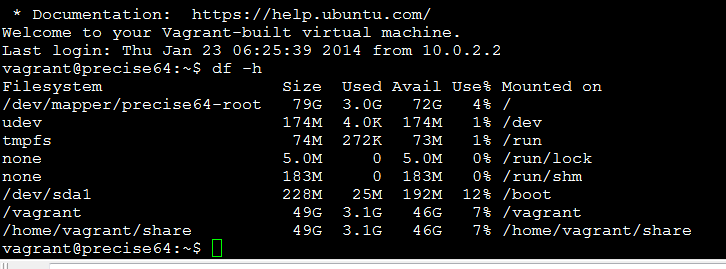 * Documentation:  https://help.ubuntu.com/
Welcome to your Vagrant-built virtual machine.
Last login: Thu Jan 23 06:25:39 2014 from 10.0.2.2
vagrant@precise64:~$ df -h
Filesystem                  Size  Used Avail Use% Mounted on
/dev/mapper/precise64-root   79G  3.0G   72G   4% /
udev                        174M  4.0K  174M   1% /dev
tmpfs                        74M  272K   73M   1% /run
none                        5.0M     0  5.0M   0% /run/lock
none                        183M     0  183M   0% /run/shm
/dev/sda1                   228M   25M  192M  12% /boot
/vagrant                     49G  3.1G   46G   7% /vagrant
/home/vagrant/share          49G  3.1G   46G   7% /home/vagrant/share
vagrant@precise64:~$